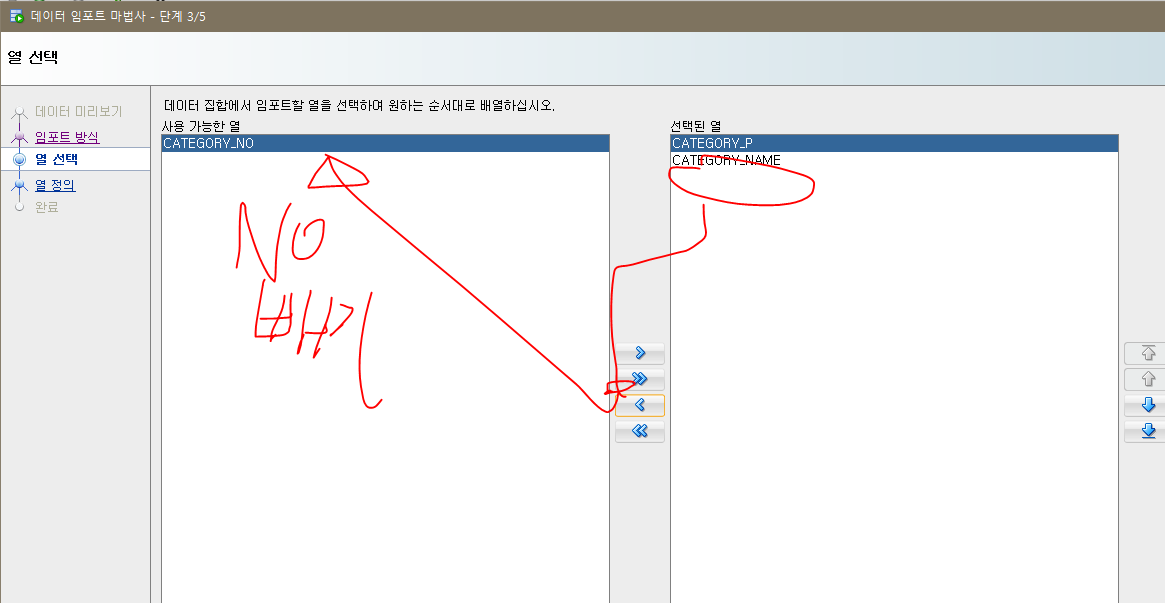 데이터 임포트 마법사 - 단계 3/5
열 선택
데이터 미리보기
임포트 방식
열 선택
열 정의
완료
데이터 집합에서 임포트할 열을 선택하며 원하는 순서대로 배열하십시오.
사용 가능한 열
CATEGORY_NO
NO
빼기
선택된 열
CATEGORY_P
CATEGORY_NAME